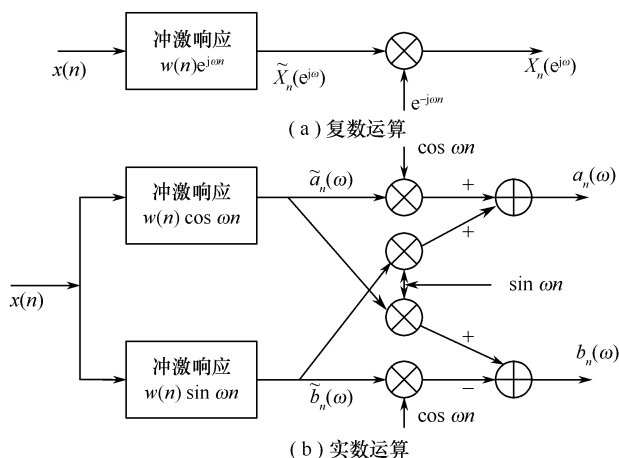 冲激响应
w(n)e^{jωn}
x(n)
X̃_n(e^{jω})
X_n(e^{jω})
e^{-jωn}
(a)复数运算
cos ωn
冲激响应
w(n) cos ωn
ã_n(ω)
+
a_n(ω)
+
x(n)
sin ωn
冲激响应
w(n) sin ωn
+
b_n(ω)
b̃_n(ω)
−
cos ωn
(b)实数运算